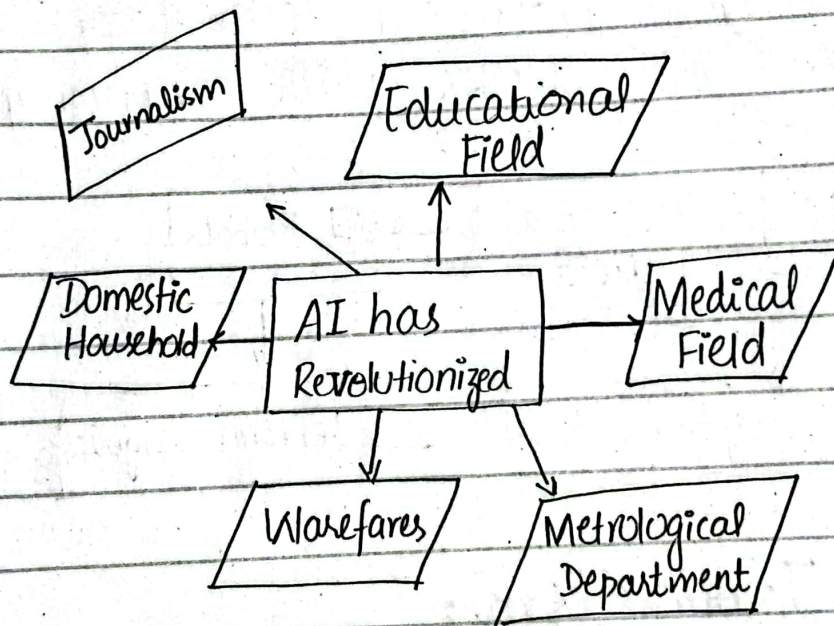 Journalism
Educational
Field
Domestic
Household
AI has
Revolutionized
Medical
Field
Warefares
Metrological
Department